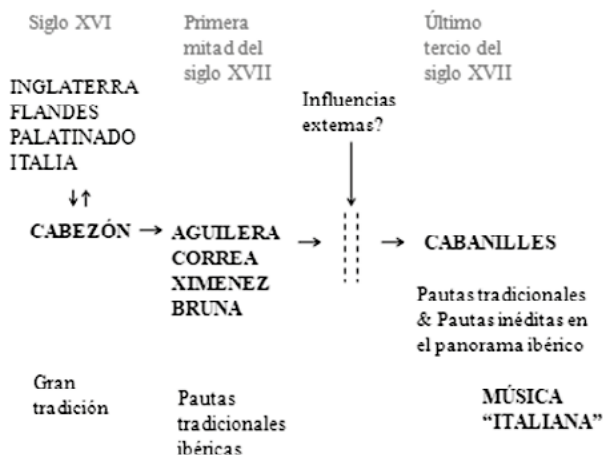 Siglo XVI
Primera
mitad del
siglo XVII
Último
tercio del
siglo XVII
INGLATERRA
FLANDES
PALATINADO
ITALIA
Influencias
externas?
CABEZÓN
AGUILERA
CORREA
XIMENEZ
BRUNA
CABANILLES
Pautas tradicionales
& Pautas inéditas en
el panorama ibérico
Gran
tradición
Pautas
tradicionales
ibéricas
MÚSICA
“ITALIANA”